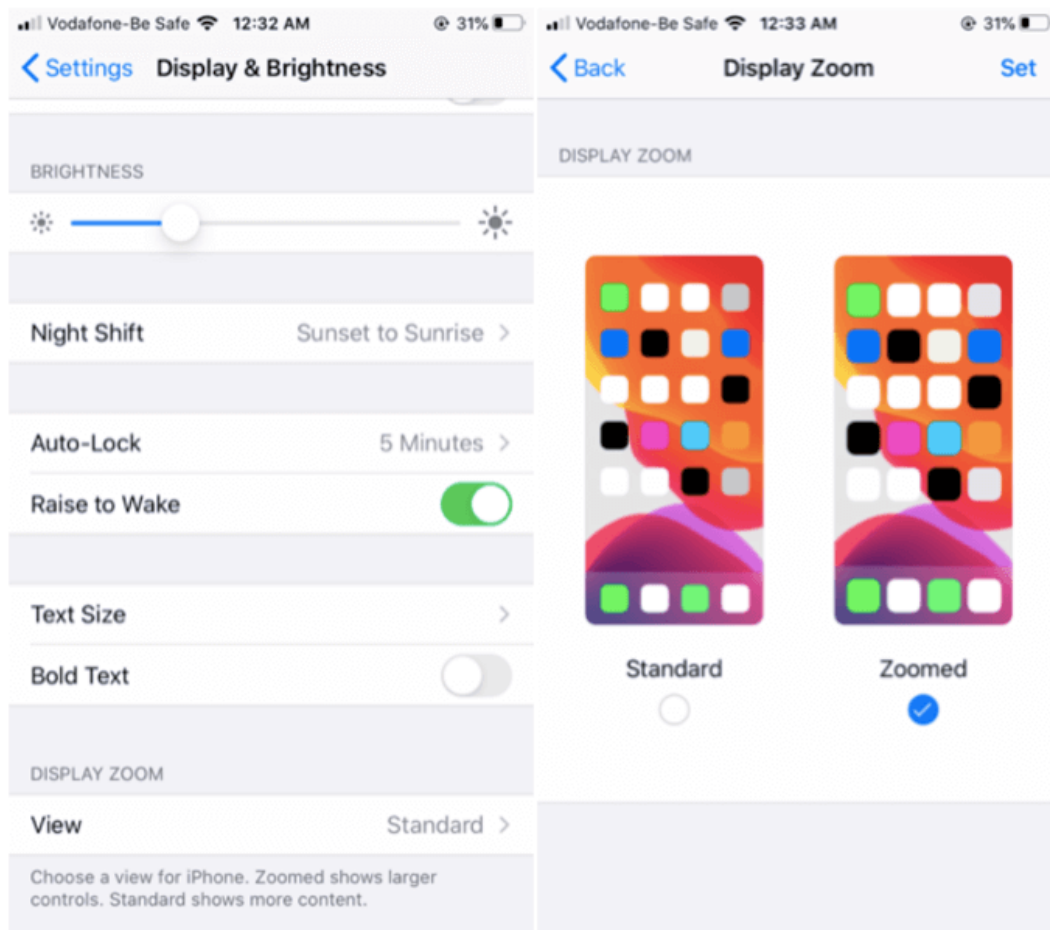 Vodafone-Be Safe 12:32 AM 31%
Settings Display & Brightness
BRIGHTNESS
Night Shift Sunset to Sunrise
Auto-Lock 5 Minutes
Raise to Wake
Text Size
Bold Text
DISPLAY ZOOM
View Standard
Choose a view for iPhone. Zoomed shows larger
controls. Standard shows more content.
Vodafone-Be Safe 12:33 AM 31%
Back Display Zoom Set
DISPLAY ZOOM
Standard Zoomed